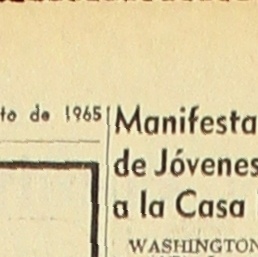 to de 1965
Manifesta
de Jóvenes
a la Casa
WASHINGTON